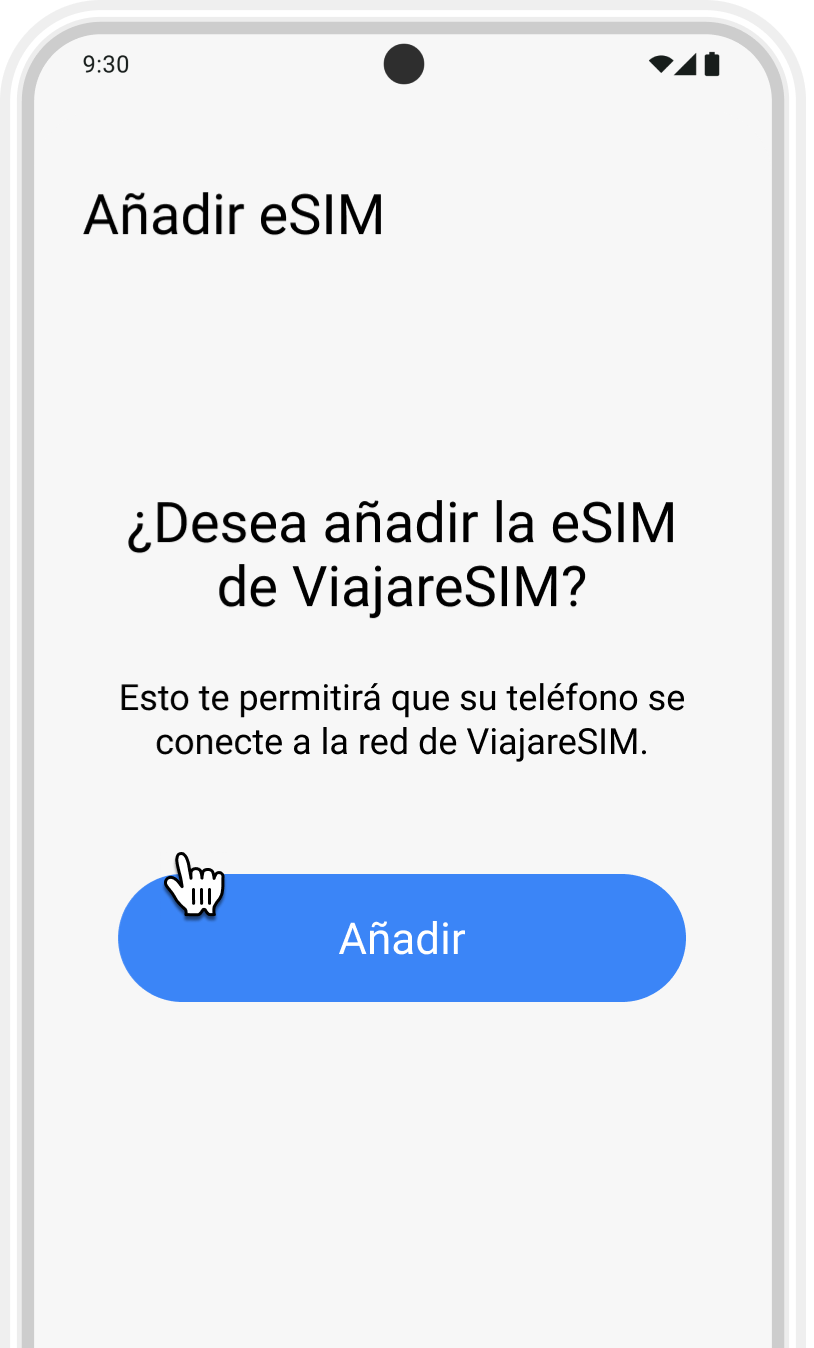 9:30
Añadir eSIM
¿Desea añadir la eSIM
de ViajareSIM?
Esto te permitirá que su teléfono se
conecte a la red de ViajareSIM.
Añadir